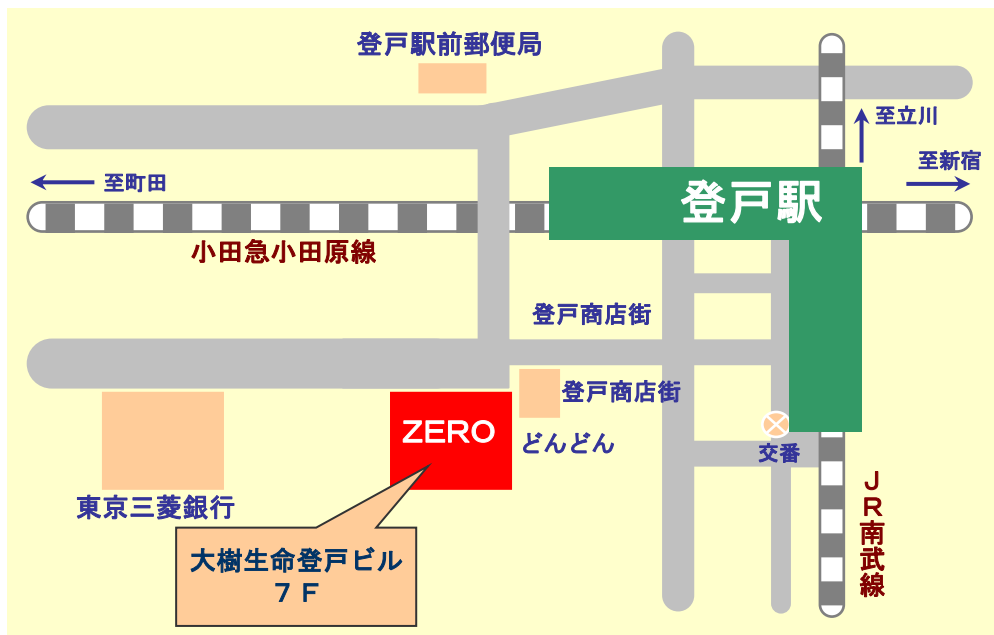 登戸駅前郵便局
至立川
至新宿
至町田
登戸駅
小田急小田原線
登戸商店街
登戸商店街
ZERO
どんどん
交番
東京三菱銀行
JR南武線
大樹生命登戸ビル
７Ｆ